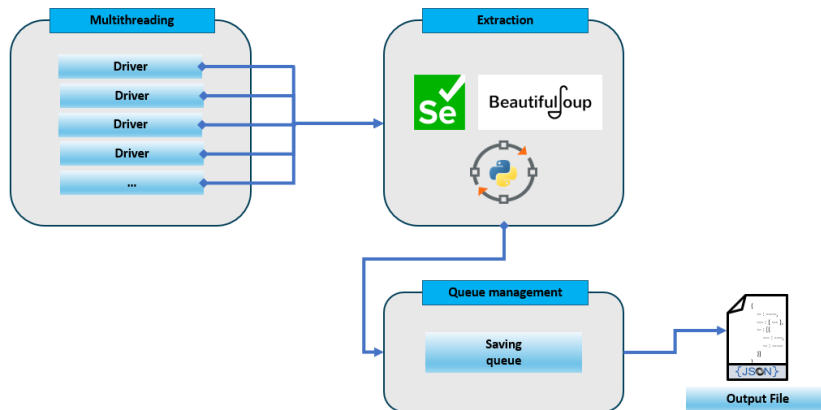 Multithreading
Driver
Driver
Driver
Driver
...
Extraction
Se
BeautifulSoup
Queue management
Saving
queue
{JSON}
Output File